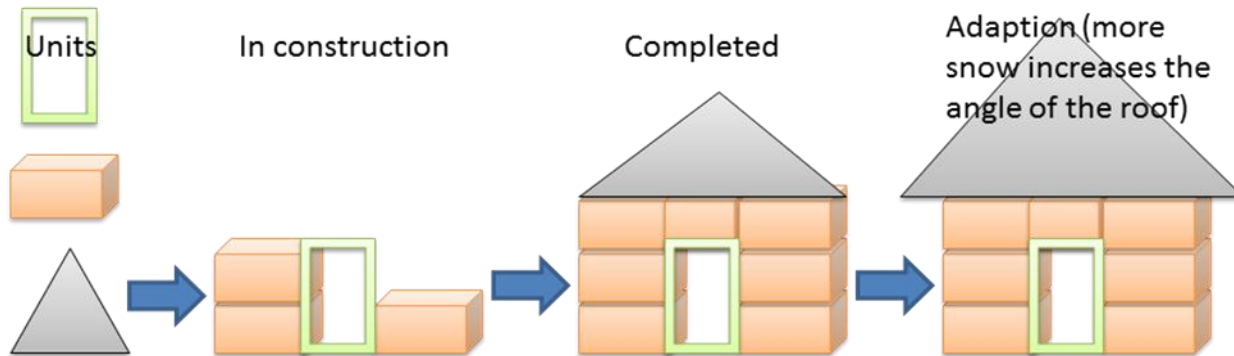 Units
In construction
Completed
Adaption (more
snow increases the
angle of the roof)